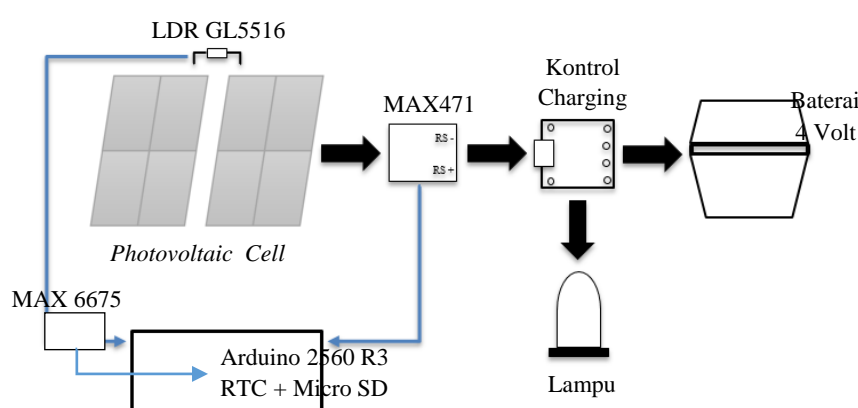 LDR GL5516
Kontrol
Charging
Baterai
4 Volt
MAX471
RS -
RS +
Photovoltaic Cell
MAX 6675
Arduino 2560 R3
RTC + Micro SD
Lampu